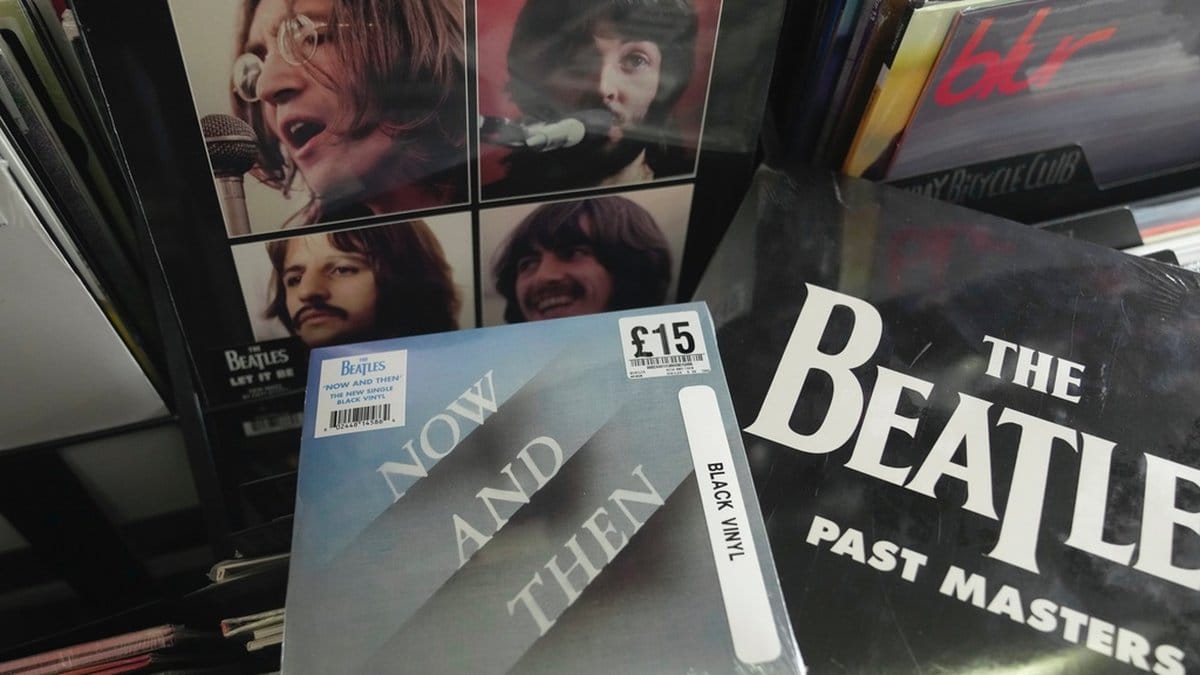 bkr
BICYCLE CLUB
THE
BEATLES
LET IT BE
THE
BEATLES
'NOW AND THEN'
THE NEW SINGLE
BLACK VINYL
£15
NOW
AND
THEN
BLACK VINYL
THE
BEATLE
PAST MASTERS